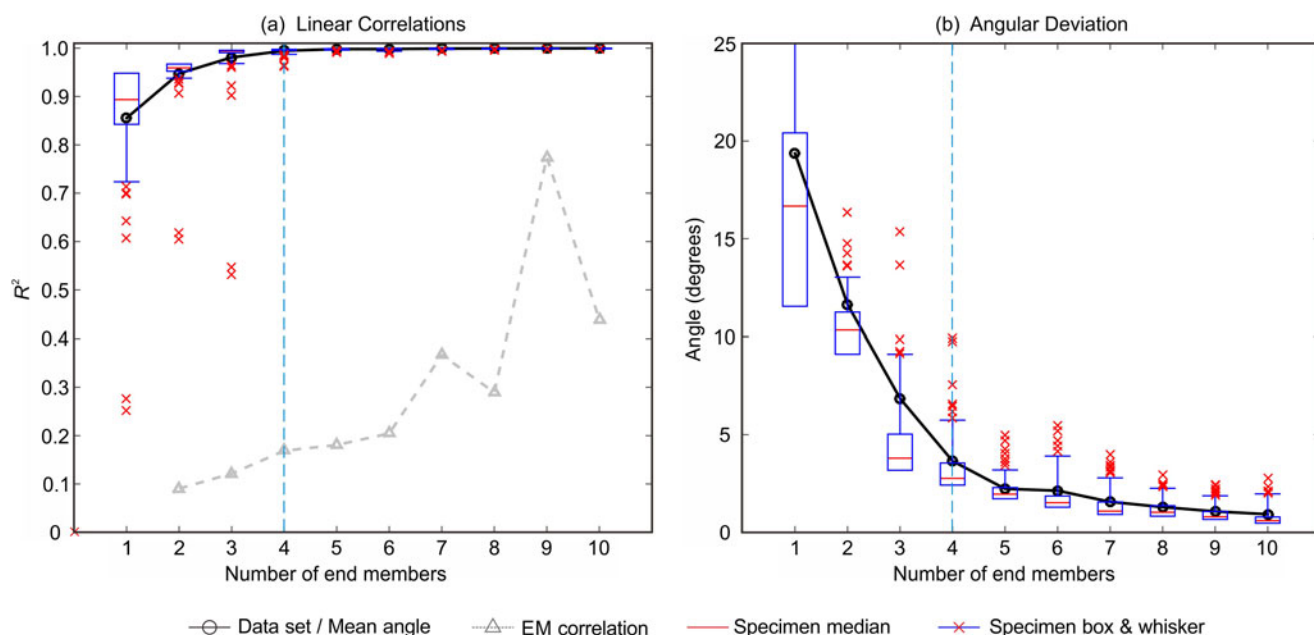 (a) Linear Correlations
1.0
0.9
0.8
0.7
0.6
0.5
0.4
0.3
0.2
0.1
0
R²
1 2 3 4 5 6 7 8 9 10
Number of end members
(b) Angular Deviation
25
20
15
10
5
0
Angle (degrees)
1 2 3 4 5 6 7 8 9 10
Number of end members
Data set / Mean angle EM correlation Specimen median Specimen box & whisker